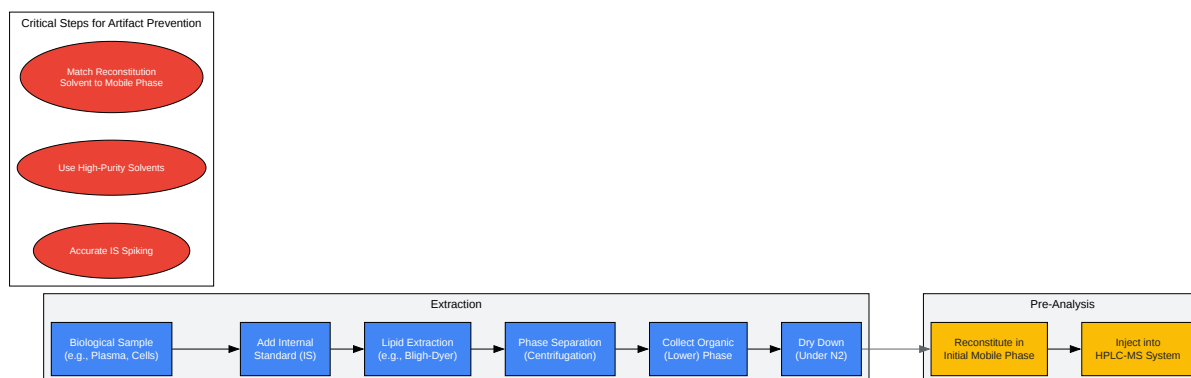 Critical Steps for Artifact Prevention
Match Reconstitution
Solvent to Mobile Phase
Use High-Purity Solvents
Accurate IS Spiking
Extraction
Biological Sample
(e.g., Plasma, Cells)
Add Internal
Standard (IS)
Lipid Extraction
(e.g., Bligh-Dyer)
Phase Separation
(Centrifugation)
Collect Organic
(Lower) Phase
Dry Down
(Under N2)
Pre-Analysis
Reconstitute in
Initial Mobile Phase
Inject into
HPLC-MS System